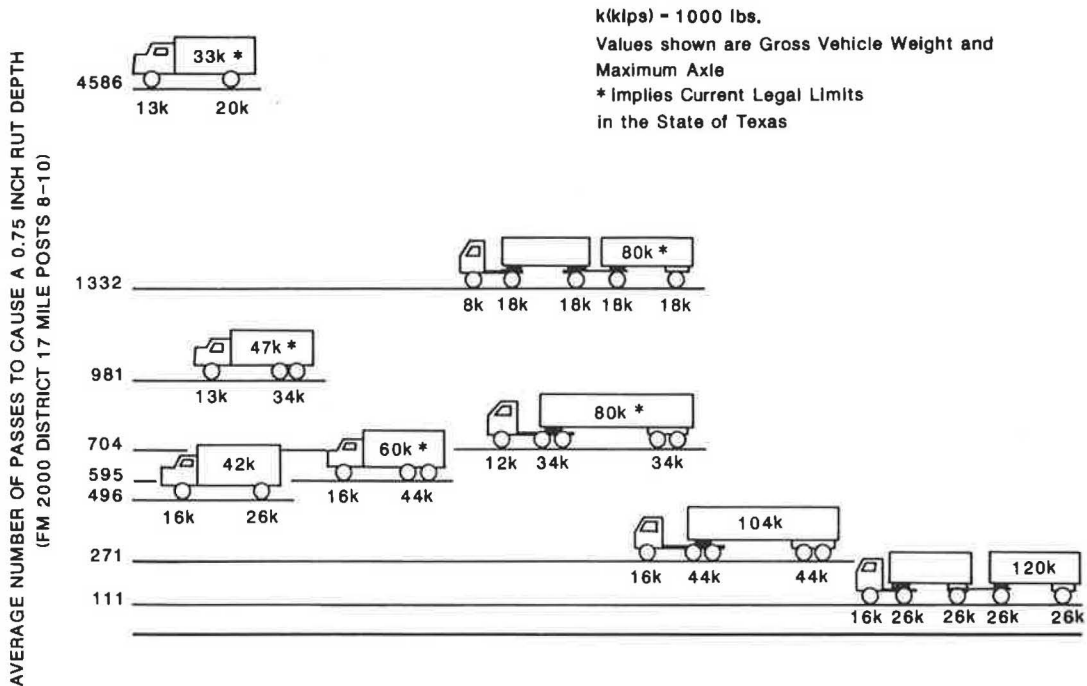 AVERAGE NUMBER OF PASSES TO CAUSE A 0.75 INCH RUT DEPTH
(FM 2000 DISTRICT 17 MILE POSTS 8-10)
k(kips) - 1000 lbs.
Values shown are Gross Vehicle Weight and
Maximum Axle
* Implies Current Legal Limits
in the State of Texas
33k *
4586
13k 20k
80k *
1332
8k 18k 18k 18k 18k
47k *
981
13k 34k
80k *
704
12k 34k 34k
60k *
595
16k 44k
42k
496
16k 26k
104k
271
16k 44k 44k
120k
111
16k 26k 26k 26k 26k